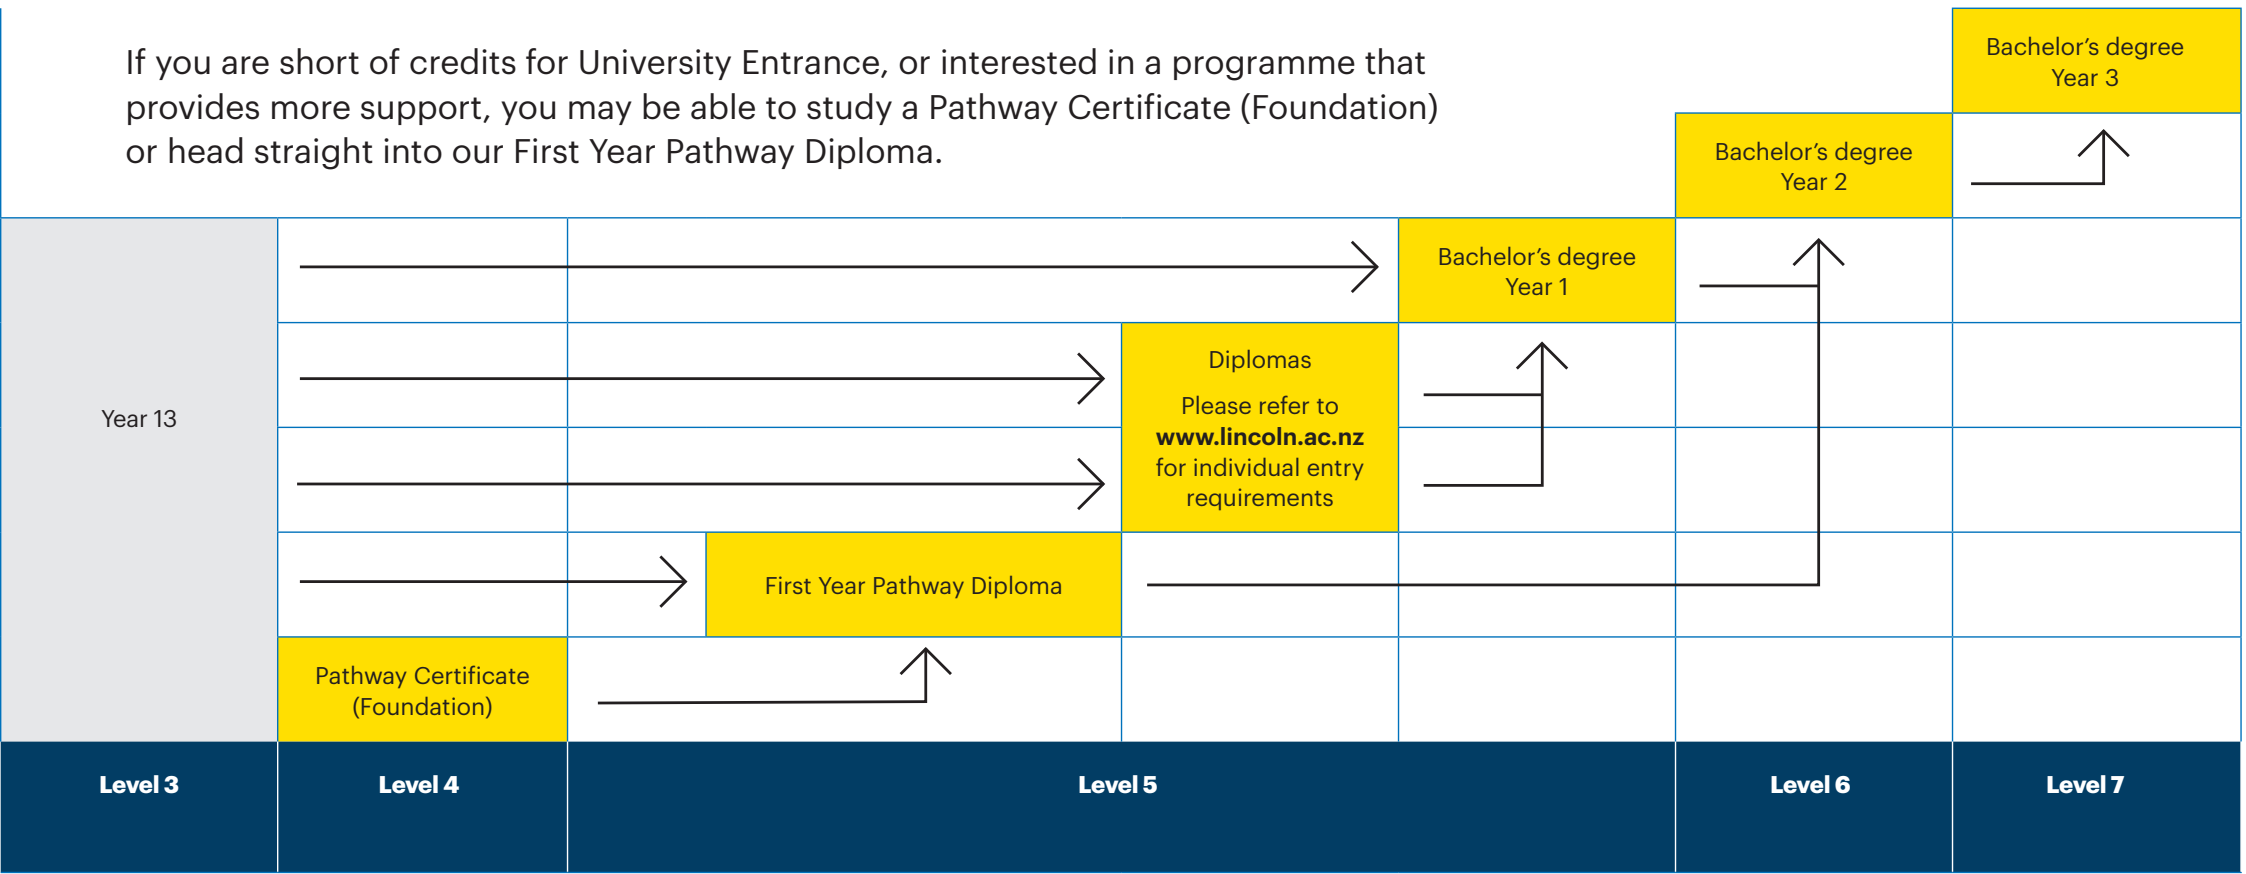 If you are short of credits for University Entrance, or interested in a programme that
provides more support, you may be able to study a Pathway Certificate (Foundation)
or head straight into our First Year Pathway Diploma.
Bachelor’s degree
Year 3
Bachelor’s degree
Year 2
Bachelor’s degree
Year 1
Diplomas
Please refer to
www.lincoln.ac.nz
for individual entry
requirements
Year 13
First Year Pathway Diploma
Pathway Certificate
(Foundation)
Level 3
Level 4
Level 5
Level 6
Level 7